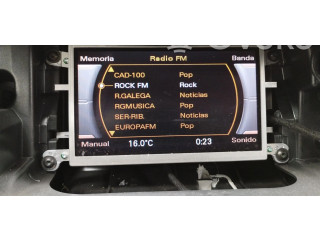 Memoria Radio FM Banda
CAD-100 Pop
ROCK FM Rock
R.GALEGA Noticias
RGMUSICA Pop
SER-RIB. Noticias
EUROPAFM Pop
Manual 16.0°C 0:23 Sonido